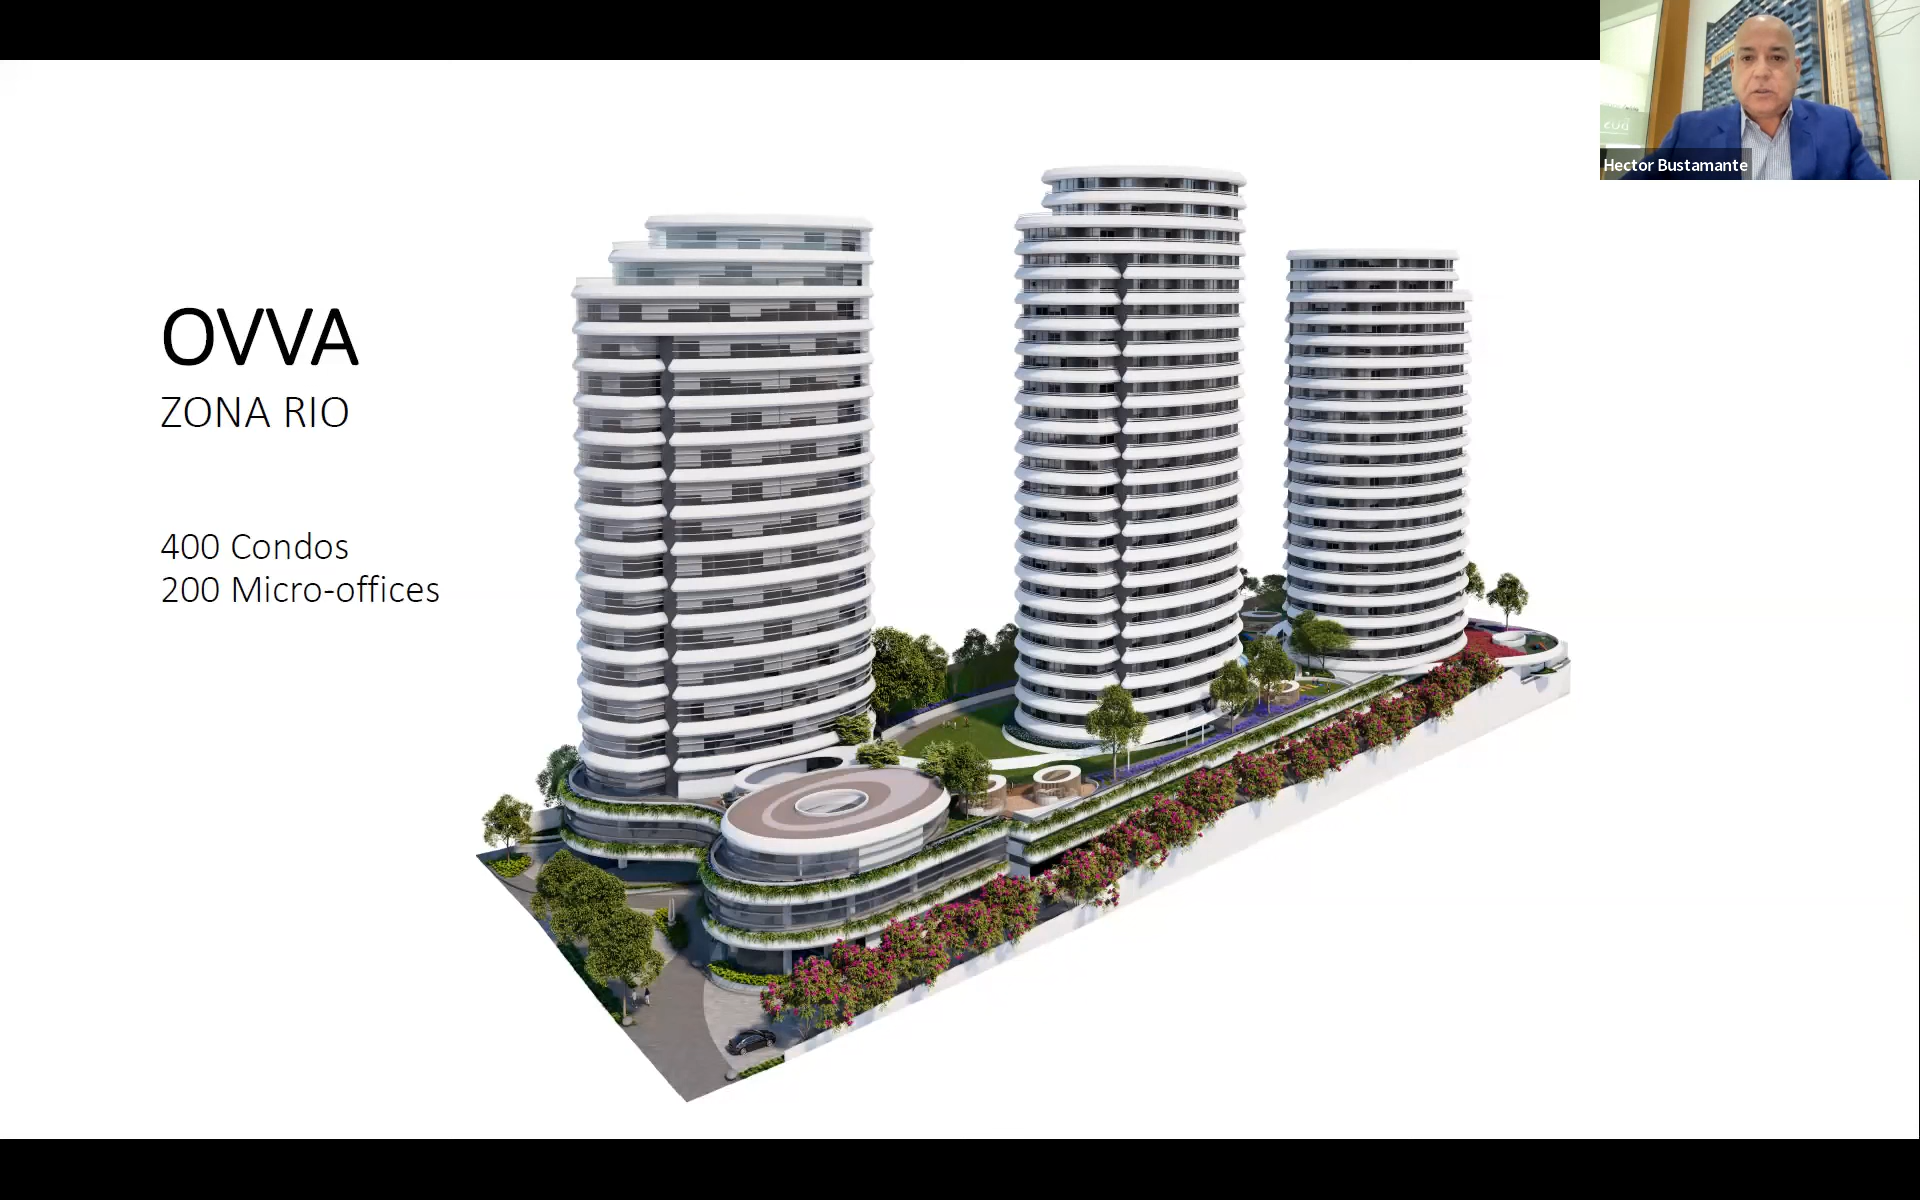 OVVA
ZONA RIO
400 Condos
200 Micro-offices
Hector Bustamante